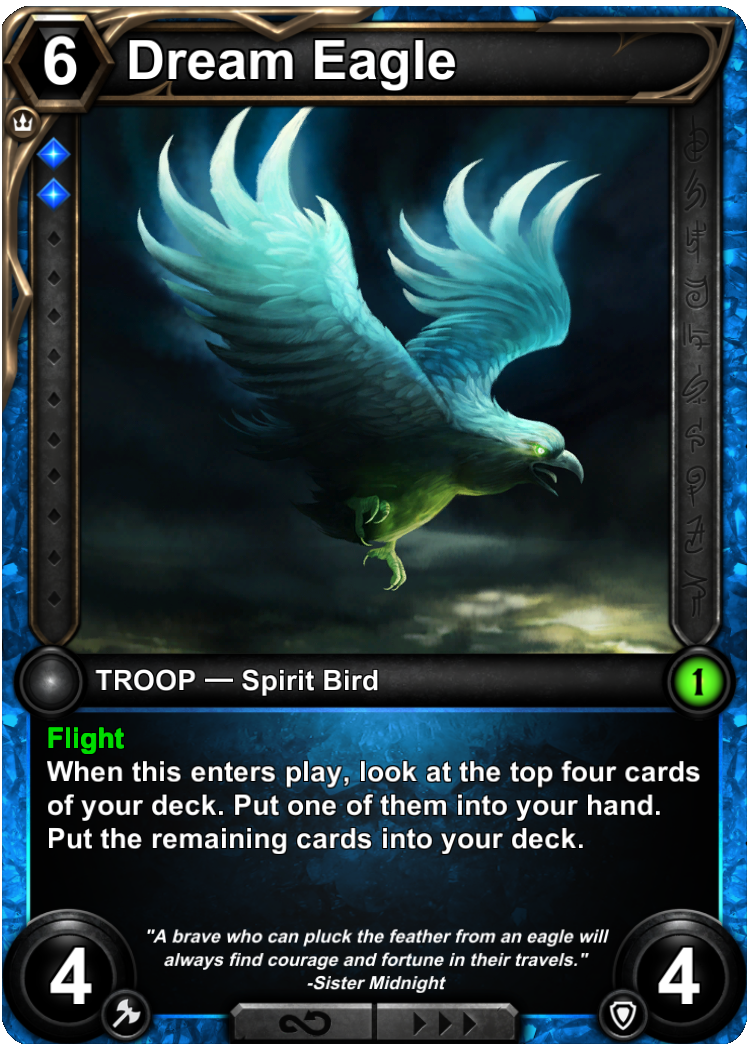 6 Dream Eagle
TROOP — Spirit Bird
1
Flight
When this enters play, look at the top four cards
of your deck. Put one of them into your hand.
Put the remaining cards into your deck.
"A brave who can pluck the feather from an eagle will
always find courage and fortune in their travels."
-Sister Midnight
4
4